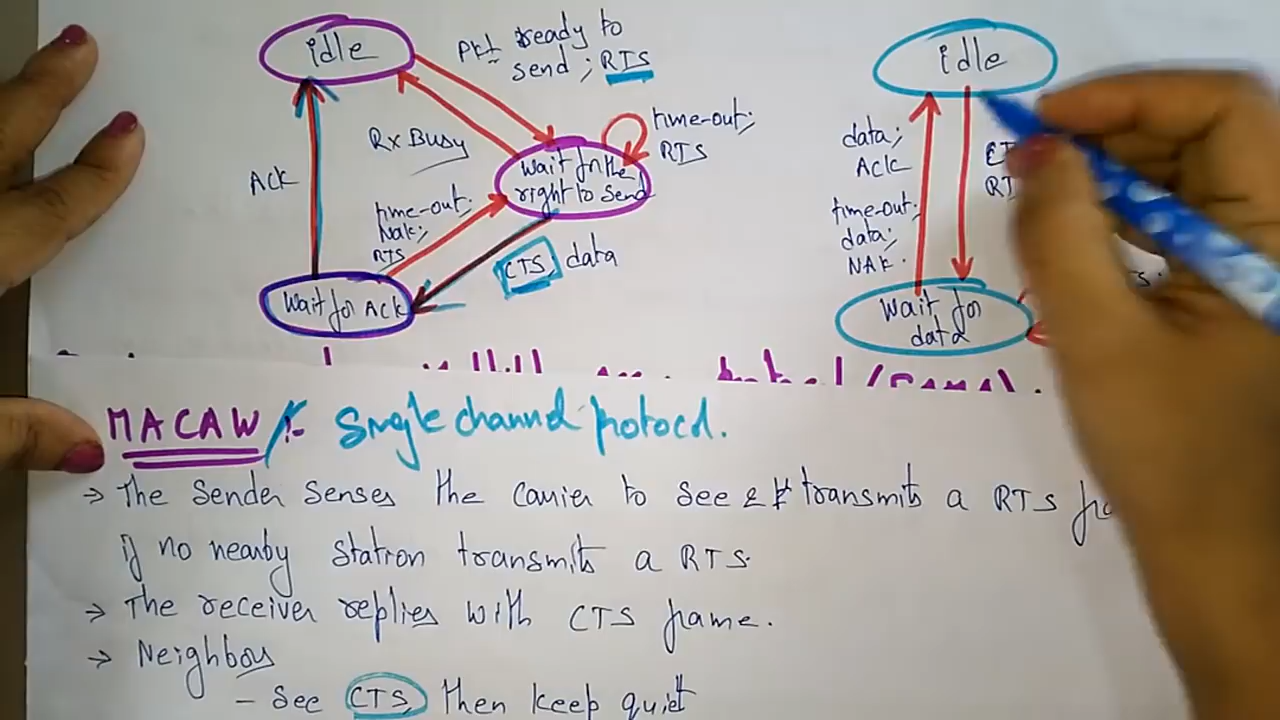 idle
Pkt ready to
send; RTS
Rx Busy
time-out;
RTS
wait for the
right to send
Ack
time-out;
Nak;
RTS
CTS; data
Wait for Ack
idle
data;
Ack
time-out;
data;
NAK
wait for
data
MACAW :- Single channel protocol.
→ The sender senses the carrier to see & transmits a RTS
if no nearby station transmits a RTS.
→ The receiver replies with CTS frame.
→ Neighbors
- see CTS, then keep quiet